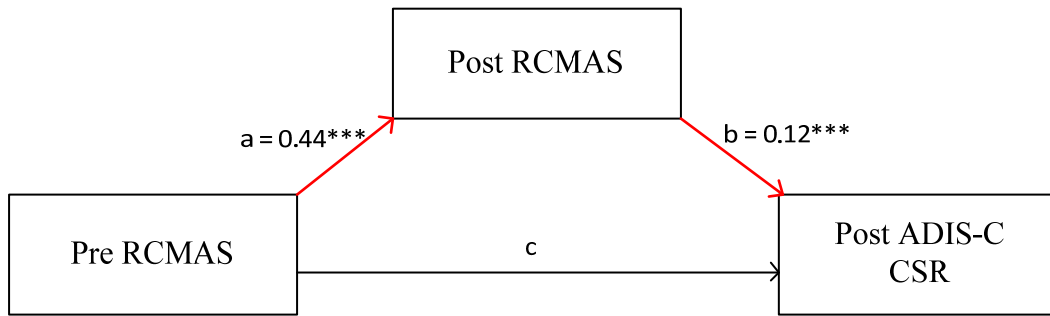 Post RCMAS
a = 0.44***
b = 0.12***
Pre RCMAS
c
Post ADIS-C
CSR